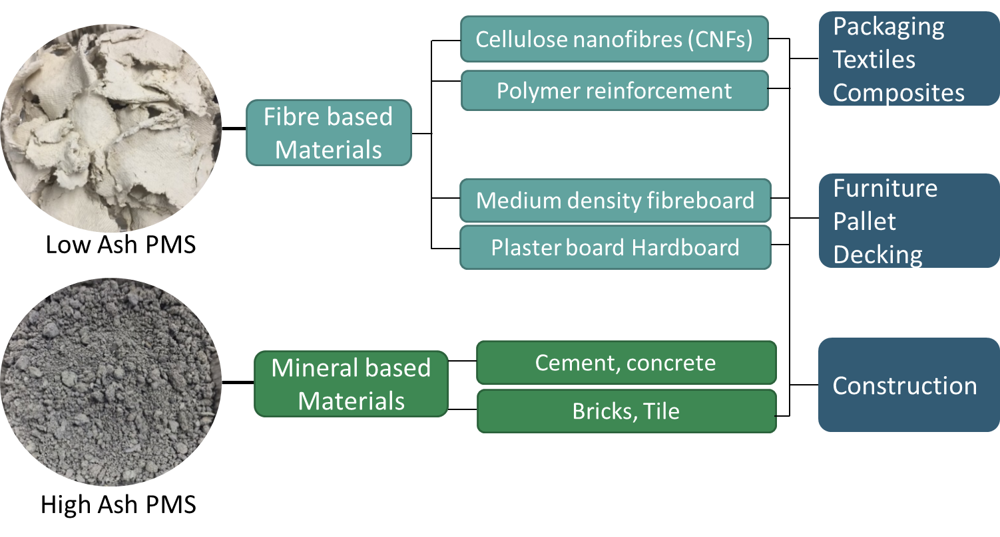 Low Ash PMS
Fibre based
Materials
Cellulose nanofibres (CNFs)
Polymer reinforcement
Medium density fibreboard
Plaster board Hardboard
Packaging
Textiles
Composites
Furniture
Pallet
Decking
High Ash PMS
Mineral based
Materials
Cement, concrete
Bricks, Tile
Construction